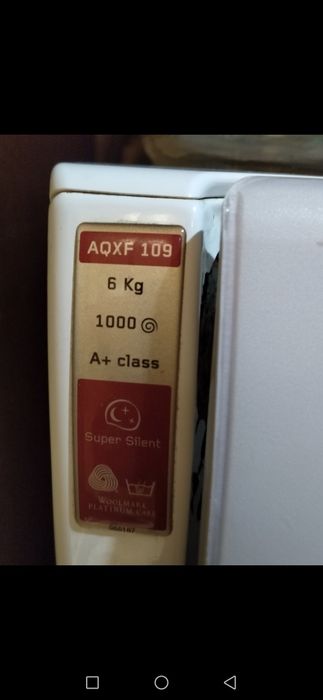 AQXF 109
6 Kg
1000
A+ class
Super Silent
WOOLMARK
PLATINUM CARE